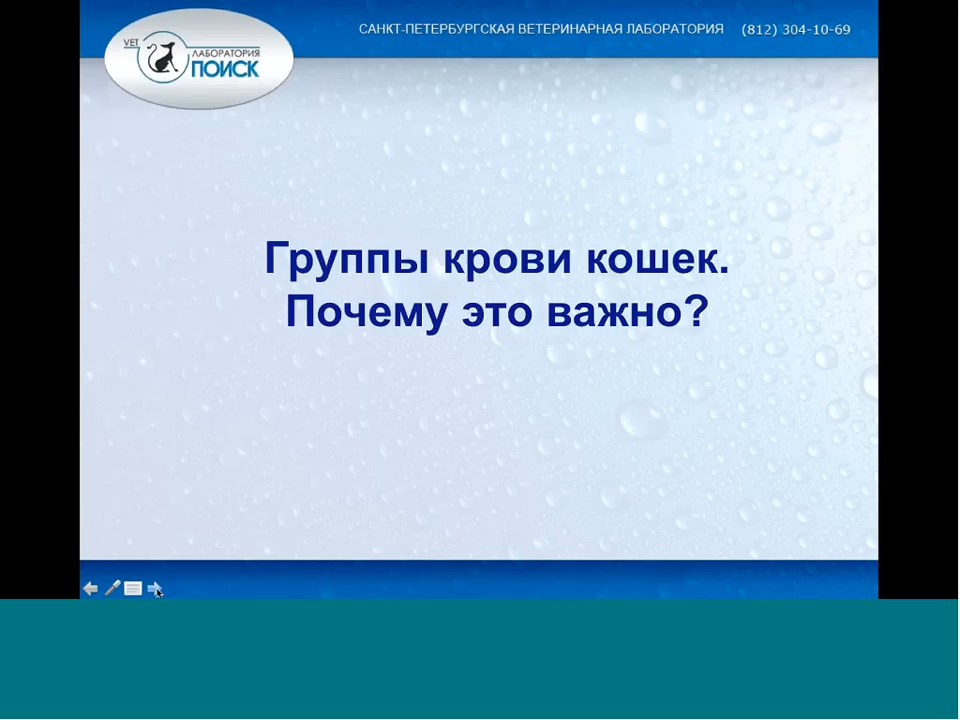 САНКТ-ПЕТЕРБУРГСКАЯ ВЕТЕРИНАРНАЯ ЛАБОРАТОРИЯ (812) 304-10-69
VET ЛАБОРАТОРИЯ
ПОИСК
Группы крови кошек.
Почему это важно?